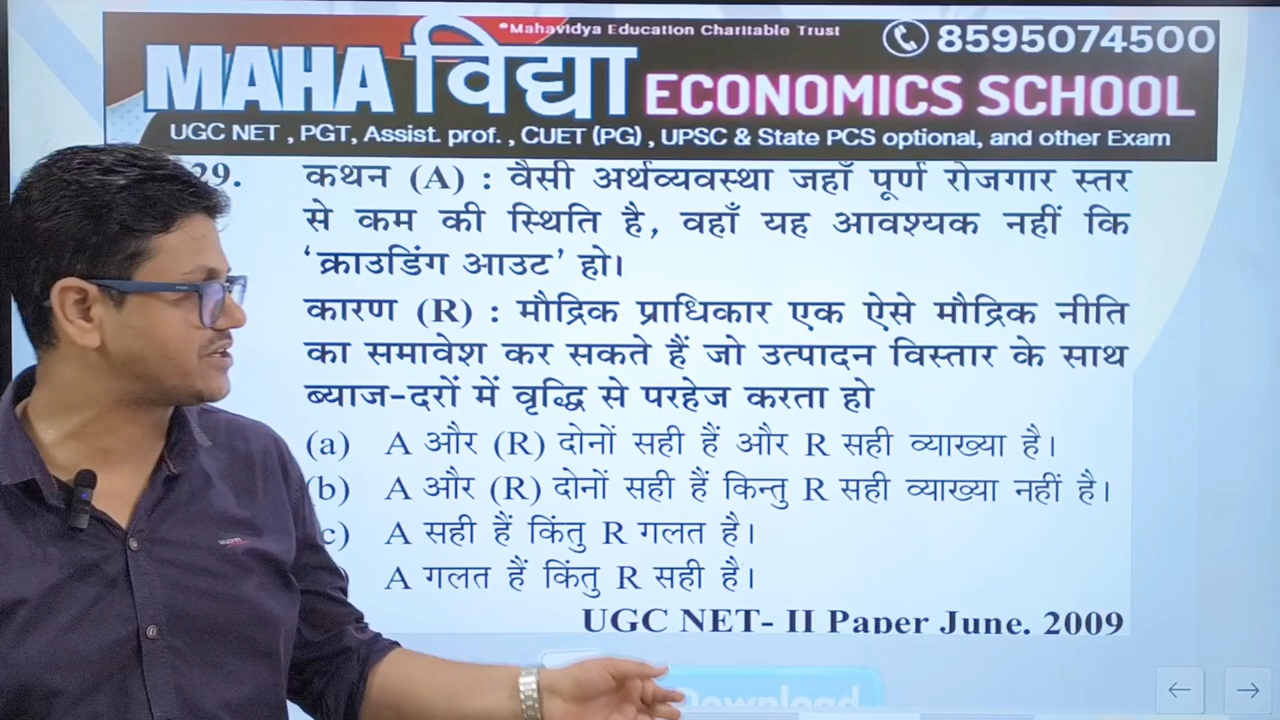 *Mahavidya Education Charitable Trust
8595074500
MAHA विद्या ECONOMICS SCHOOL
UGC NET , PGT, Assist. prof. , CUET (PG) , UPSC & State PCS optional, and other Exam
29. कथन (A) : वैसी अर्थव्यवस्था जहाँ पूर्ण रोजगार स्तर
से कम की स्थिति है, वहाँ यह आवश्यक नहीं कि
‘क्राउडिंग आउट’ हो।
कारण (R) : मौद्रिक प्राधिकार एक ऐसे मौद्रिक नीति
का समावेश कर सकते हैं जो उत्पादन विस्तार के साथ
ब्याज-दरों में वृद्धि से परहेज करता हो
(a) A और (R) दोनों सही हैं और R सही व्याख्या है।
(b) A और (R) दोनों सही हैं किन्तु R सही व्याख्या नहीं है।
c) A सही हैं किंतु R गलत है।
) A गलत हैं किंतु R सही है।
UGC NET- II Paper June. 2009
Download